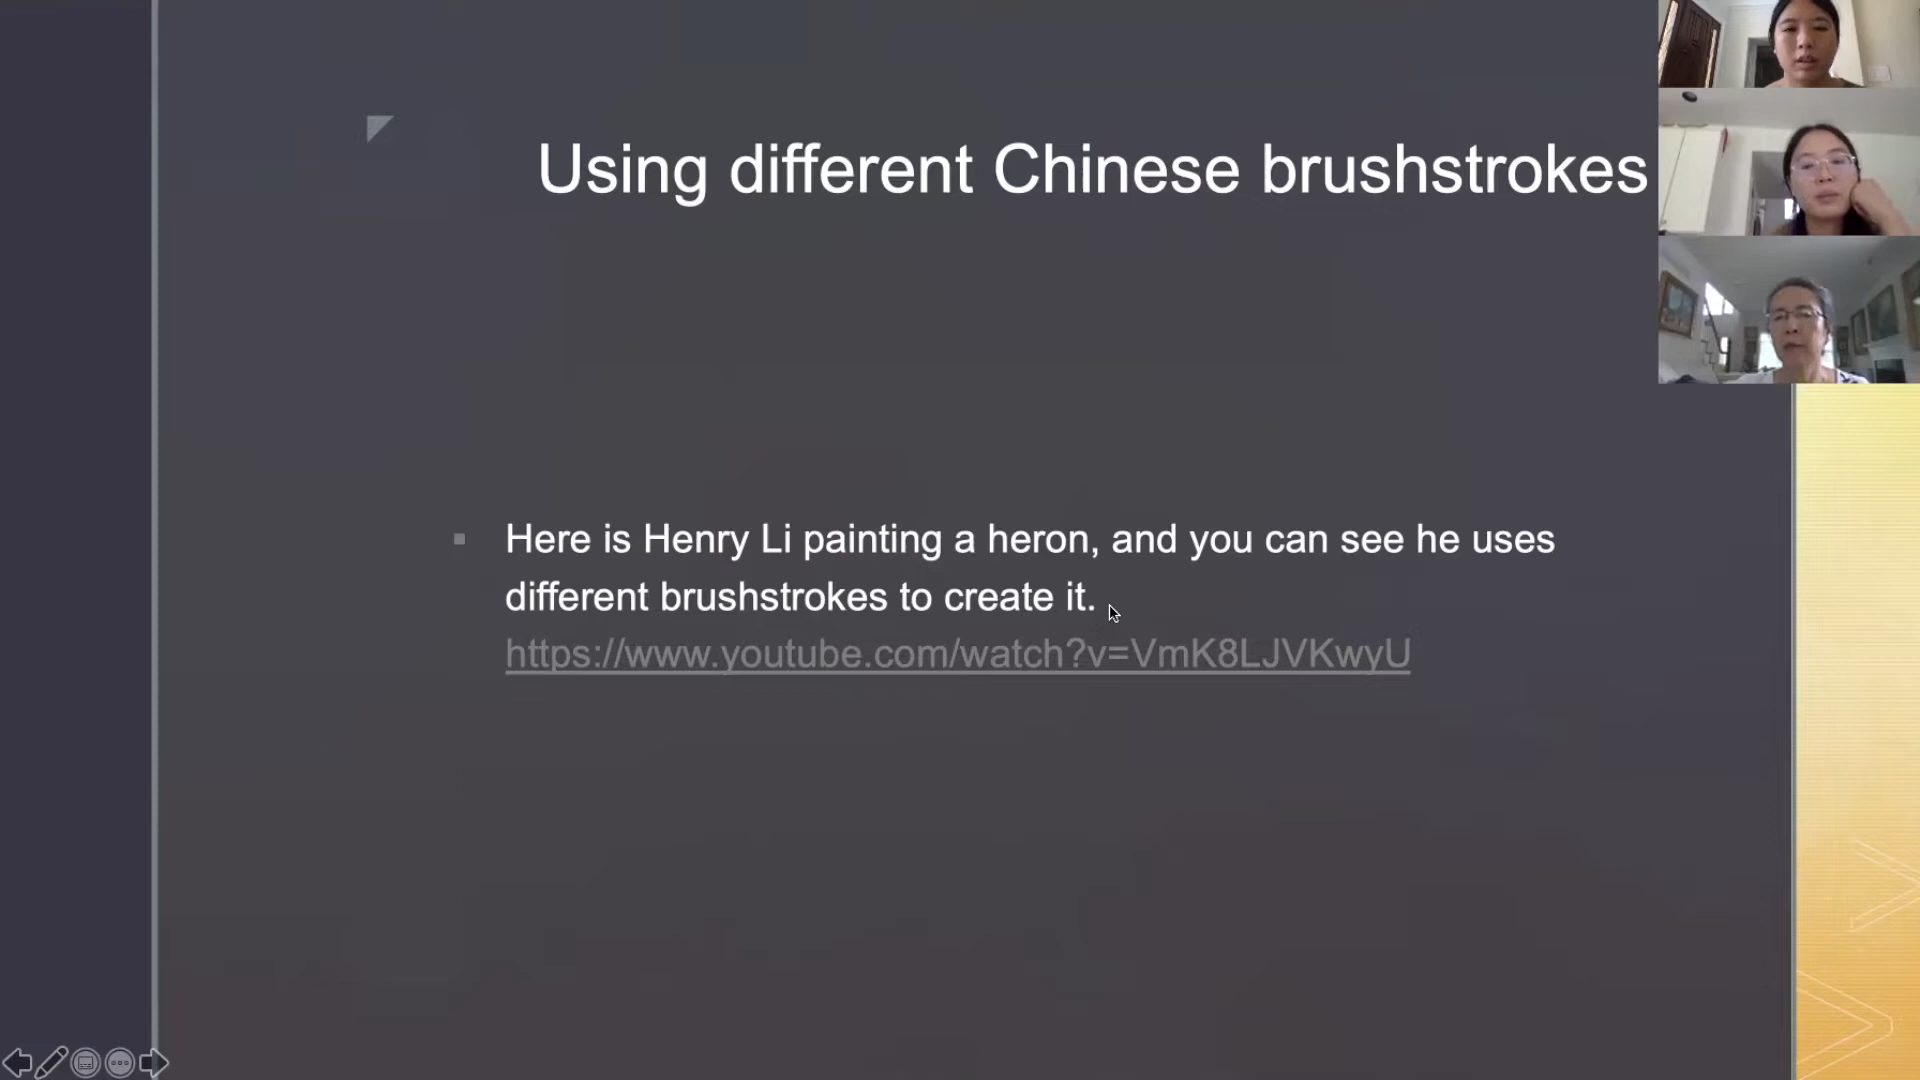 Using different Chinese brushstrokes
Here is Henry Li painting a heron, and you can see he uses
different brushstrokes to create it.
https://www.youtube.com/watch?v=VmK8LJVKwyU